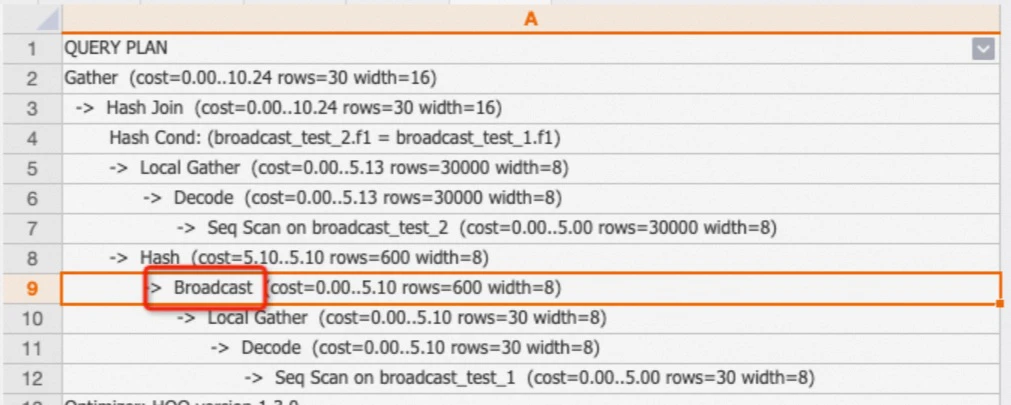 A
1 QUERY PLAN
2 Gather (cost=0.00..10.24 rows=30 width=16)
3 -> Hash Join (cost=0.00..10.24 rows=30 width=16)
4 Hash Cond: (broadcast_test_2.f1 = broadcast_test_1.f1)
5 -> Local Gather (cost=0.00..5.13 rows=30000 width=8)
6 -> Decode (cost=0.00..5.13 rows=30000 width=8)
7 -> Seq Scan on broadcast_test_2 (cost=0.00..5.00 rows=30000 width=8)
8 -> Hash (cost=5.10..5.10 rows=600 width=8)
9 -> Broadcast (cost=0.00..5.10 rows=600 width=8)
10 -> Local Gather (cost=0.00..5.10 rows=30 width=8)
11 -> Decode (cost=0.00..5.10 rows=30 width=8)
12 -> Seq Scan on broadcast_test_1 (cost=0.00..5.00 rows=30 width=8)